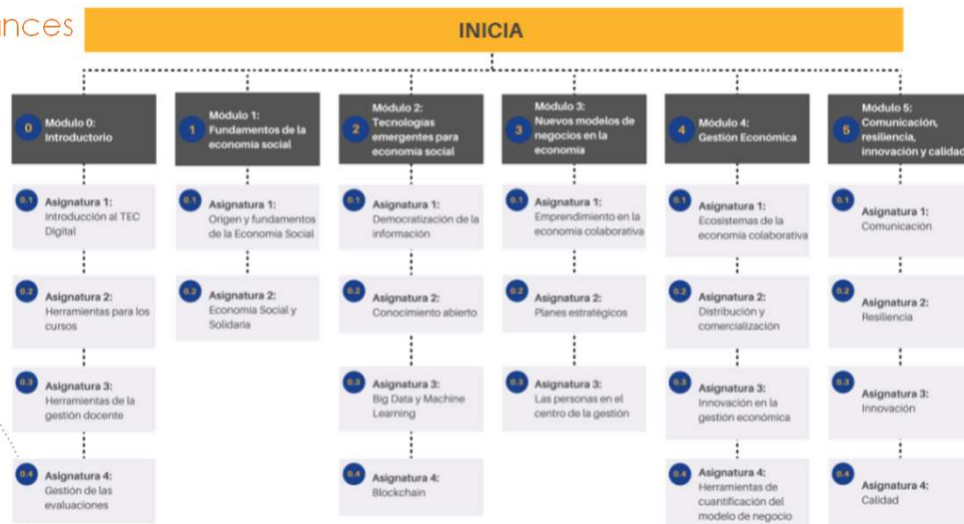 INICIA
0
Módulo 0:
Introductorio
0.1
Asignatura 1:
Introducción al TEC
Digital
0.2
Asignatura 2:
Herramientas para los
cursos
0.3
Asignatura 3:
Herramientas de la
gestión docente
0.4
Asignatura 4:
Gestión de las
evaluaciones
1
Módulo 1:
Fundamentos de la
economía social
0.1
Asignatura 1:
Origen y fundamentos
de la Economía Social
0.2
Asignatura 2:
Economia Social y
Solidaria
2
Módulo 2:
Tecnologías
emergentes para
economía social
0.1
Asignatura 1:
Democratización de la
información
0.2
Asignatura 2:
Conocimiento abierto
0.3
Asignatura 3:
Big Data y Machine
Learning
0.4
Asignatura 4:
Blockchain
3
Módulo 3:
Nuevos modelos de
negocios en la
economía
0.1
Asignatura 1:
Emprendimiento en la
economía colaborativa
0.2
Asignatura 2:
Planes estratégicos
0.3
Asignatura 3:
Las personas en el
centro de la gestión
4
Módulo 4:
Gestión Económica
0.1
Asignatura 1:
Ecosistemas de la
economía colaborativa
0.2
Asignatura 2:
Distribución y
comercialización
0.3
Asignatura 3:
Innovación en la
gestión económica
0.4
Asignatura 4:
Herramientas de
cuantificación del
modelo de negocio
5
Módulo 5:
Comunicación,
resiliencia,
innovación y calidad
0.1
Asignatura 1:
Comunicación
0.2
Asignatura 2:
Resiliencia
0.3
Asignatura 3:
Innovación
0.4
Asignatura 4:
Calidad